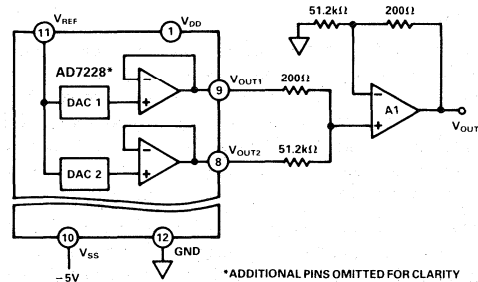 11 VREF
1 VDD
51.2kΩ
200Ω
AD7228*
DAC 1
−
+
9 VOUT1
200Ω
−
+
A1
VOUT
DAC 2
−
+
8 VOUT2
51.2kΩ
10 VSS
12 GND
−5V
*ADDITIONAL PINS OMITTED FOR CLARITY